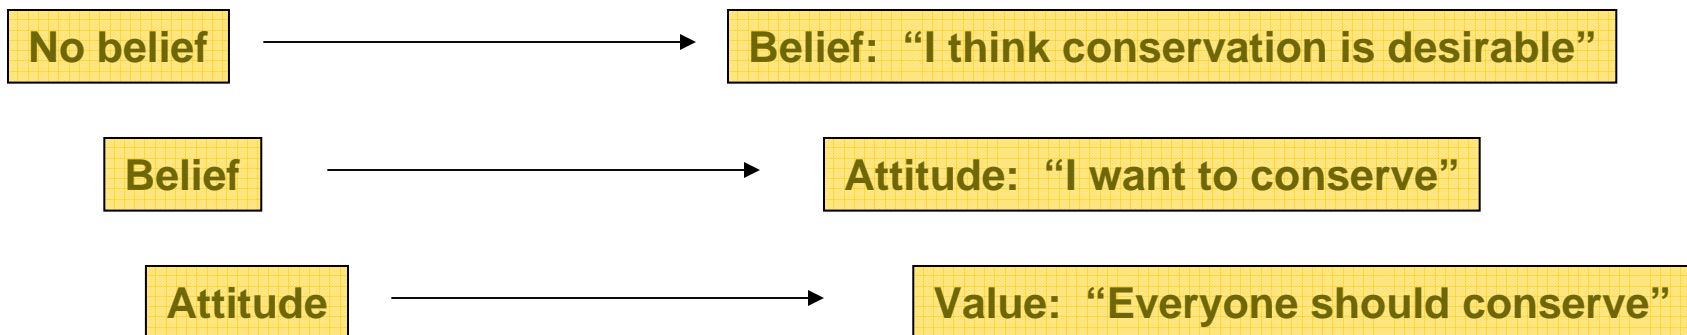 No belief Belief: “I think conservation is desirable”
Belief Attitude: “I want to conserve”
Attitude Value: “Everyone should conserve”